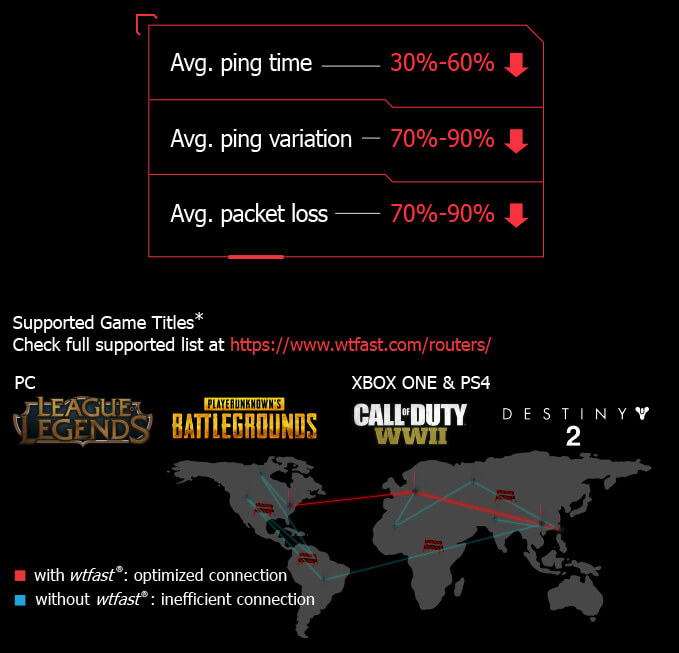 Avg. ping time 30%-60%
Avg. ping variation 70%-90%
Avg. packet loss 70%-90%
Supported Game Titles*
Check full supported list at https://www.wtfast.com/routers/
PC
XBOX ONE & PS4
LEAGUE OF
LEGENDS
PLAYERUNKNOWN'S
BATTLEGROUNDS
CALL OF DUTY
WWII
DESTINY
2
with wtfast®: optimized connection
without wtfast®: inefficient connection